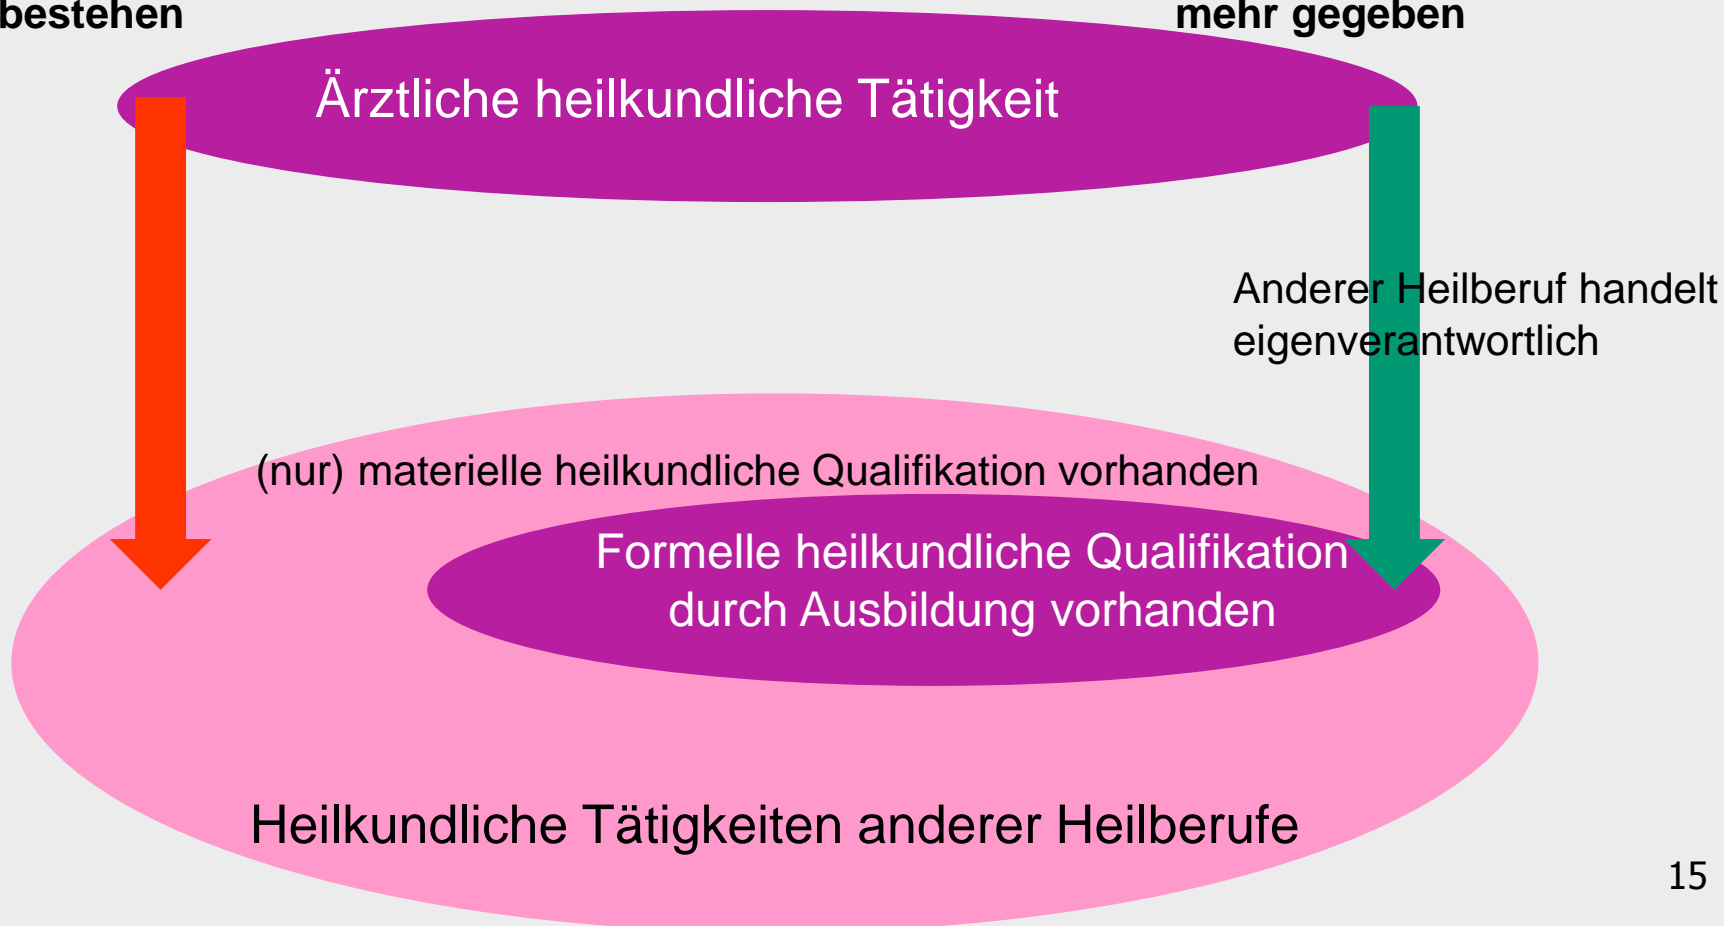 bestehen
mehr gegeben
Ärztliche heilkundliche Tätigkeit
Anderer Heilberuf handelt
eigenverantwortlich
(nur) materielle heilkundliche Qualifikation vorhanden
Formelle heilkundliche Qualifikation
durch Ausbildung vorhanden
Heilkundliche Tätigkeiten anderer Heilberufe
15